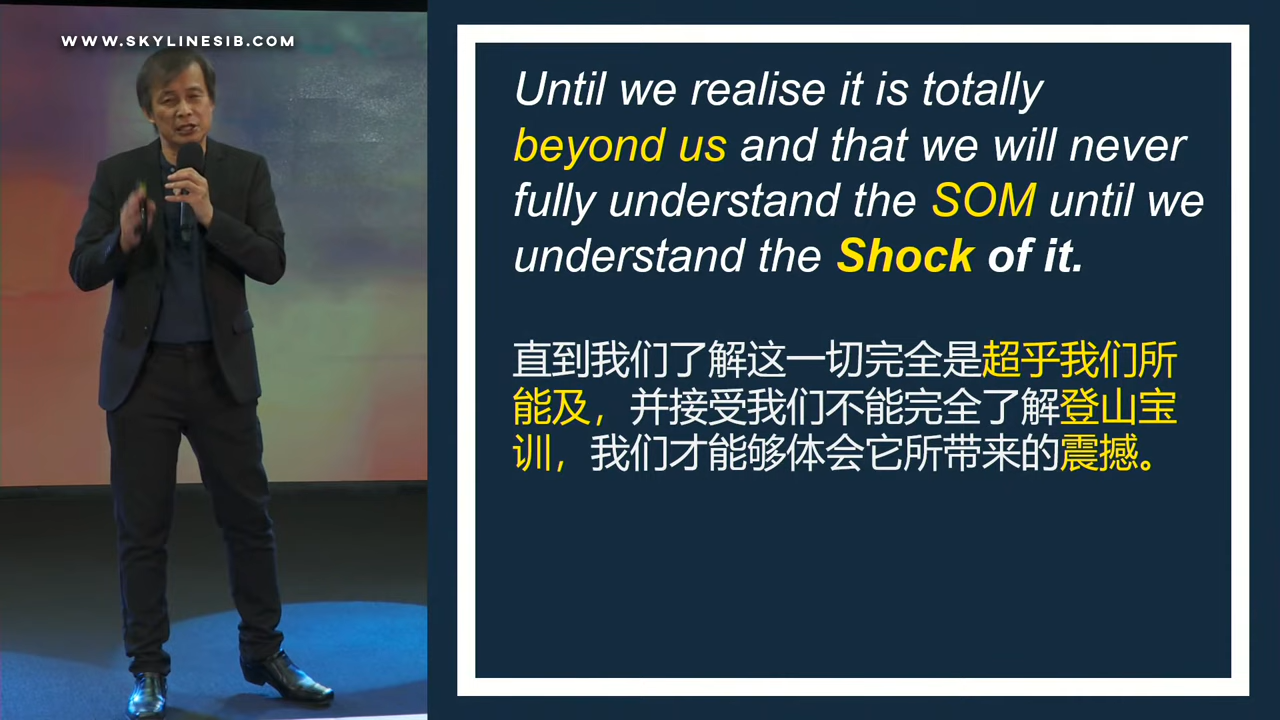 WWW.SKYLINESIB.COM
Until we realise it is totally
beyond us and that we will never
fully understand the SOM until we
understand the Shock of it.
直到我们了解这一切完全是超乎我们所
能及，并接受我们不能完全了解登山宝
训，我们才能够体会它所带来的震撼。